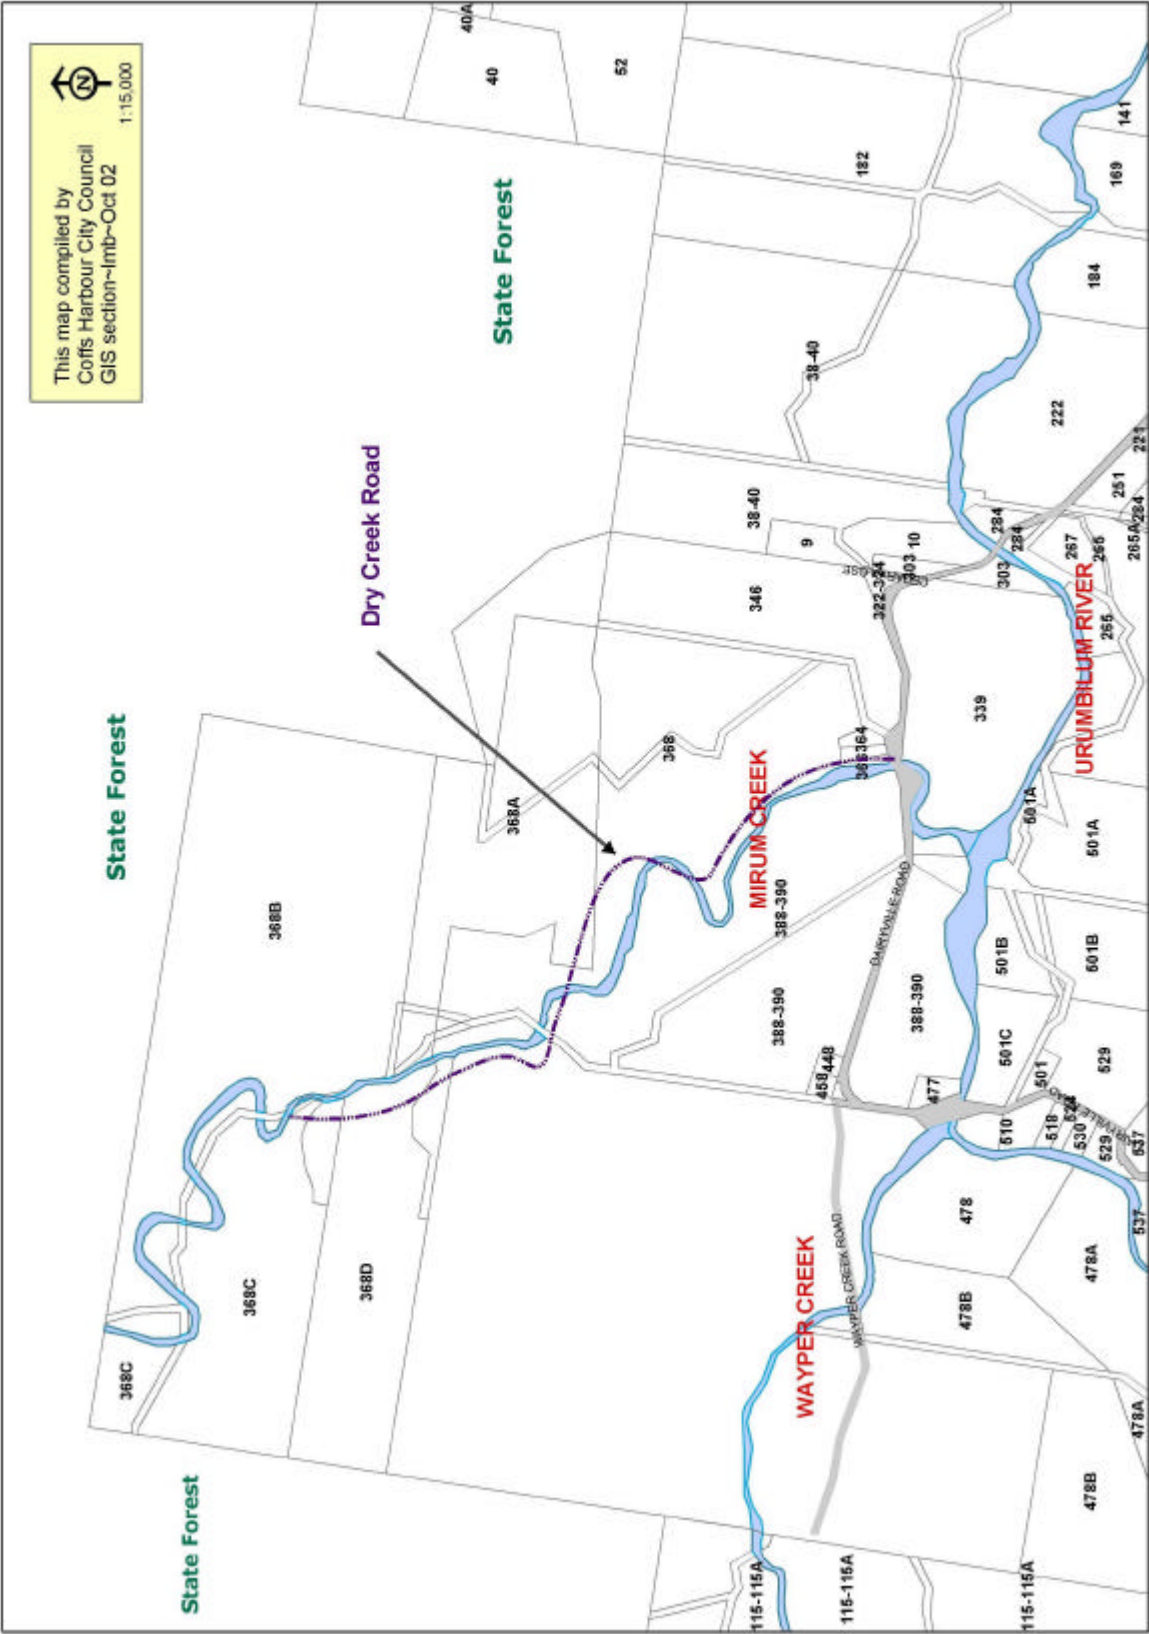 This map compiled by
Coffs Harbour City Council
GIS section~lmb~Oct 02
N
1:15,000
State Forest
State Forest
State Forest
Dry Creek Road
368C
368C
368B
368D
368A
368
40A
40
52
182
38-40
38-40
9
10
346
303
322-324
364
366
MIRUM CREEK
388-390
388-390
388-390
DAIRYVILLE ROAD
458
448
477
WAYPER CREEK
WAYPER CREEK ROAD
115-115A
115-115A
115-115A
478
478B
478B
478A
478A
339
303
284
284
URUMBILUM RIVER
222
184
169
141
221
251
284
267
265
265A
265
501A
501A
501B
501B
501C
501
529
510
518
524
530
529
537
537